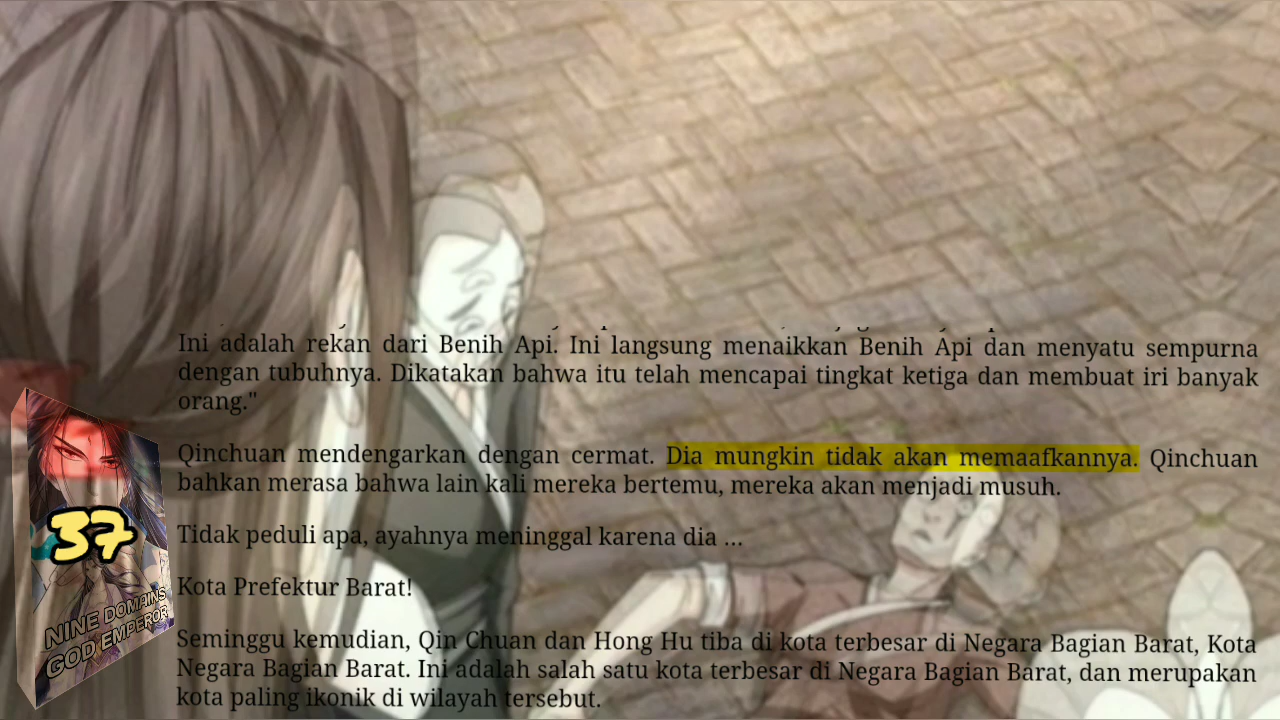 Ini adalah rekan dari Benih Api. Ini langsung menaikkan Benih Api dan menyatu sempurna
dengan tubuhnya. Dikatakan bahwa itu telah mencapai tingkat ketiga dan membuat iri banyak
orang."
Qinchuan mendengarkan dengan cermat. Dia mungkin tidak akan memaafkannya. Qinchuan
bahkan merasa bahwa lain kali mereka bertemu, mereka akan menjadi musuh.
Tidak peduli apa, ayahnya meninggal karena dia ...
Kota Prefektur Barat!
Seminggu kemudian, Qin Chuan dan Hong Hu tiba di kota terbesar di Negara Bagian Barat, Kota
Negara Bagian Barat. Ini adalah salah satu kota terbesar di Negara Bagian Barat, dan merupakan
kota paling ikonik di wilayah tersebut.
37
NINE DOMAINS
GOD EMPEROR